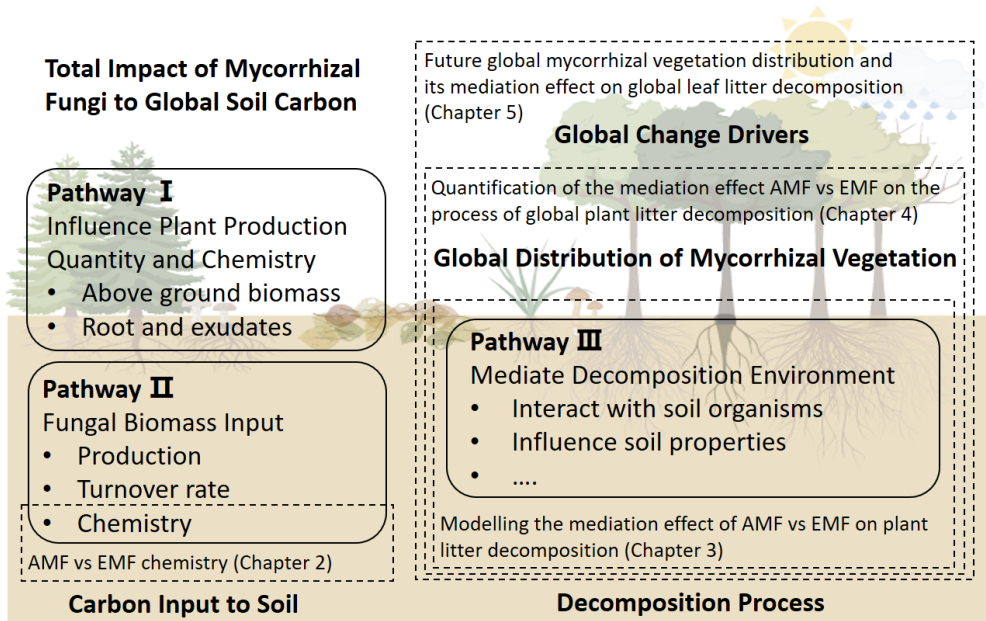 Total Impact of Mycorrhizal
Fungi to Global Soil Carbon
Pathway Ⅰ
Influence Plant Production
Quantity and Chemistry
• Above ground biomass
• Root and exudates
Pathway Ⅱ
Fungal Biomass Input
• Production
• Turnover rate
• Chemistry
AMF vs EMF chemistry (Chapter 2)
Carbon Input to Soil
Future global mycorrhizal vegetation distribution and
its mediation effect on global leaf litter decomposition
(Chapter 5)
Global Change Drivers
Quantification of the mediation effect AMF vs EMF on the
process of global plant litter decomposition (Chapter 4)
Global Distribution of Mycorrhizal Vegetation
Pathway Ⅲ
Mediate Decomposition Environment
• Interact with soil organisms
• Influence soil properties
• ....
Modelling the mediation effect of AMF vs EMF on plant
litter decomposition (Chapter 3)
Decomposition Process